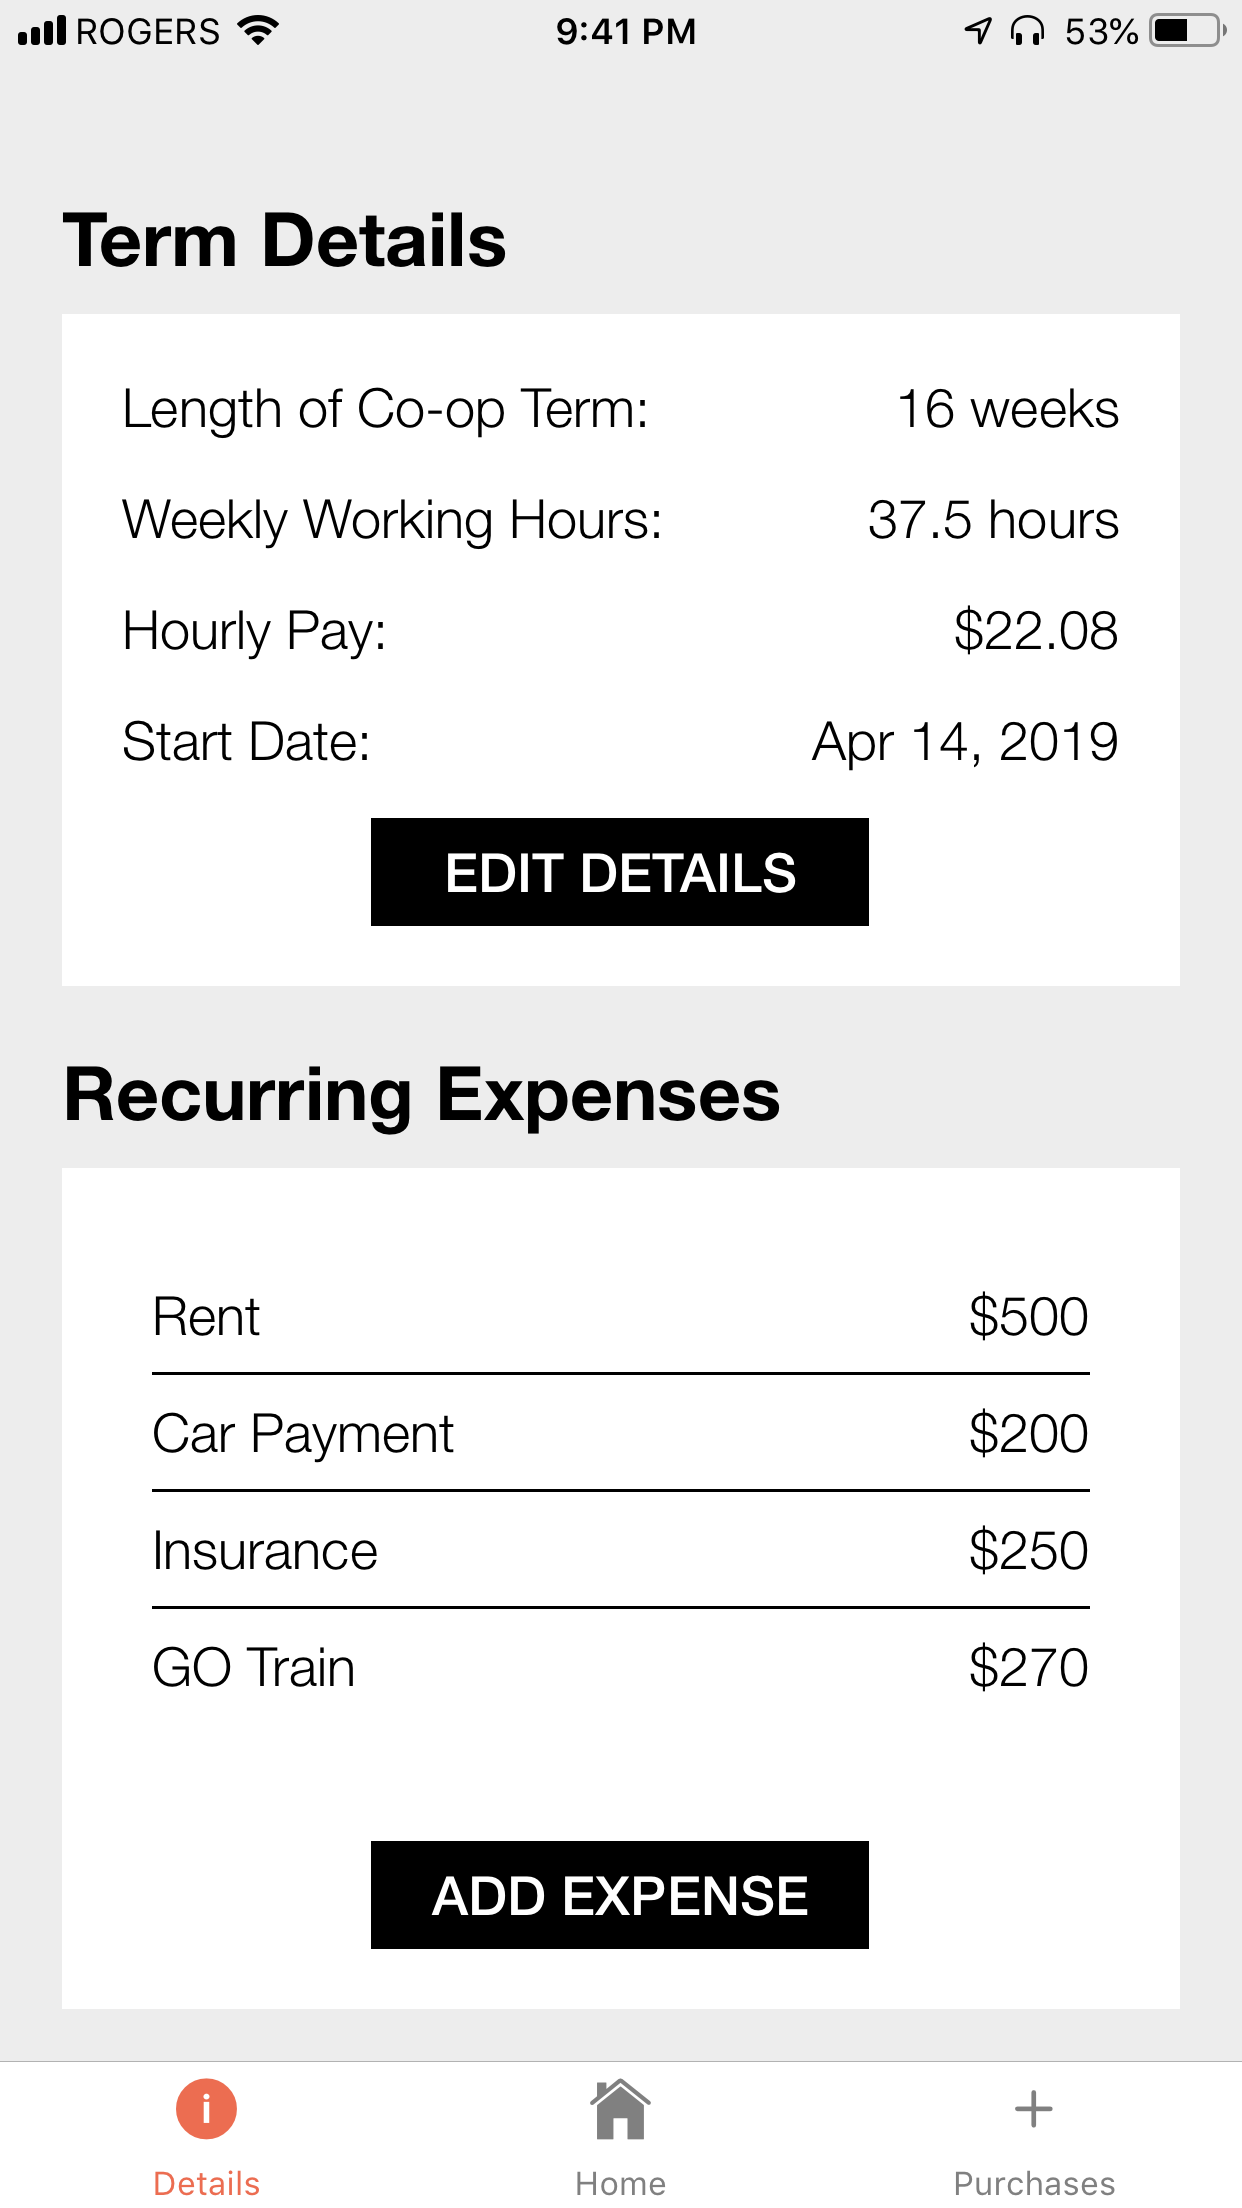 ROGERS 9:41 PM 53%
Term Details
Length of Co-op Term: 16 weeks
Weekly Working Hours: 37.5 hours
Hourly Pay: $22.08
Start Date: Apr 14, 2019
EDIT DETAILS
Recurring Expenses
Rent $500
Car Payment $200
Insurance $250
GO Train $270
ADD EXPENSE
Details Home Purchases